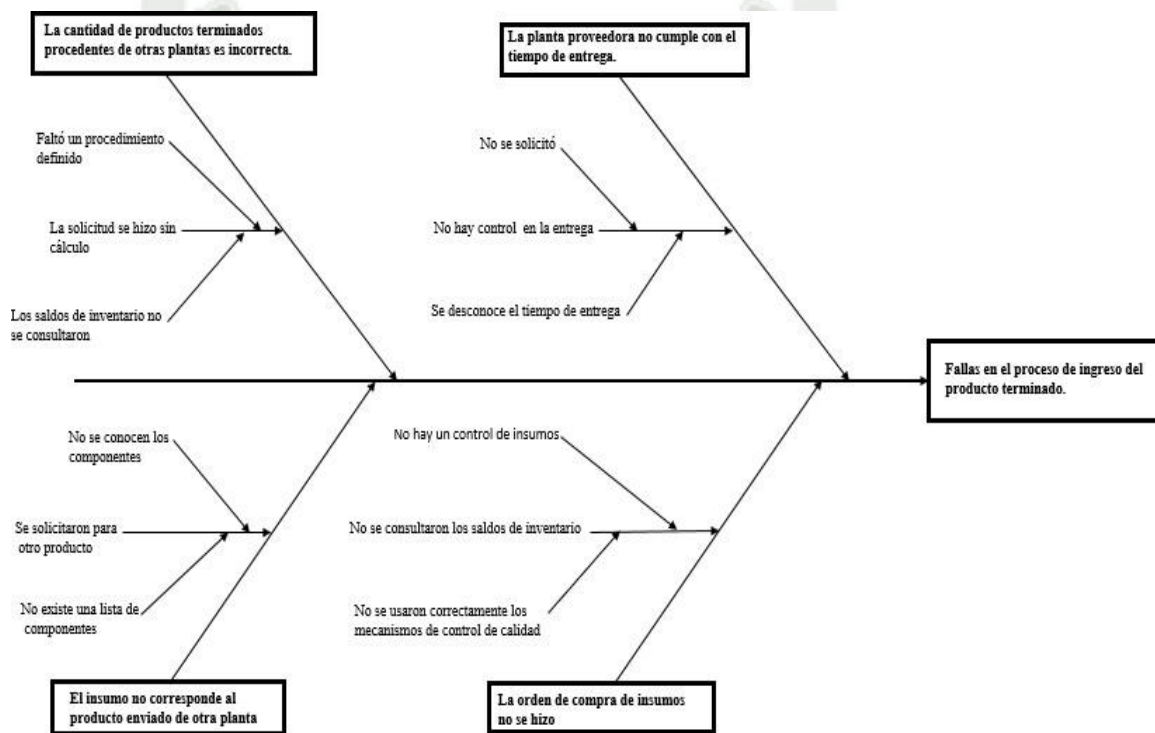 La cantidad de productos terminados
procedentes de otras plantas es incorrecta.
La planta proveedora no cumple con el
tiempo de entrega.
Faltó un procedimiento
definido
No se solicitó
La solicitud se hizo sin
cálculo
No hay control en la entrega
Los saldos de inventario no
se consultaron
Se desconoce el tiempo de entrega
Fallas en el proceso de ingreso del
producto terminado.
No se conocen los
componentes
No hay un control de insumos
Se solicitaron para
otro producto
No se consultaron los saldos de inventario
No existe una lista de
componentes
No se usaron correctamente los
mecanismos de control de calidad
El insumo no corresponde al
producto enviado de otra planta
La orden de compra de insumos
no se hizo